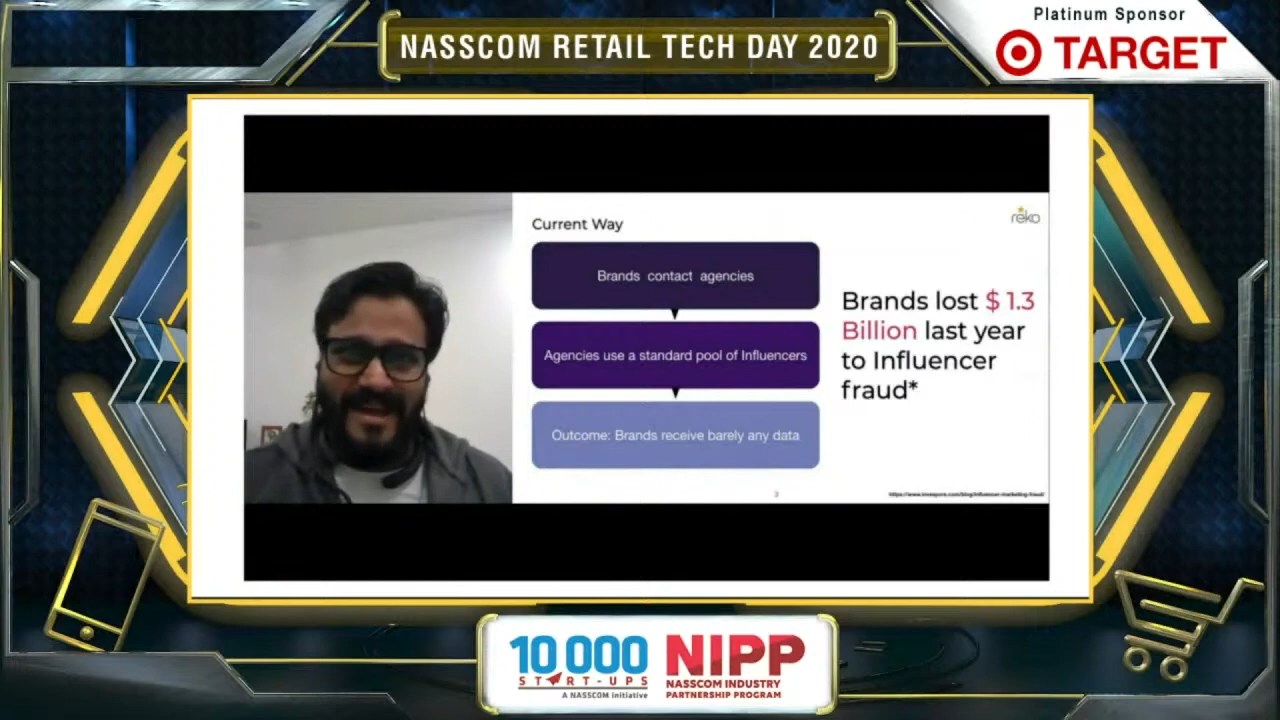 NASSCOM RETAIL TECH DAY 2020
Platinum Sponsor
TARGET
Current Way
reko
Brands contact agencies
Agencies use a standard pool of Influencers
Outcome: Brands receive barely any data
Brands lost $ 1.3
Billion last year
to Influencer
fraud*
3
10,000
START-UPS
A NASSCOM initiative
NIPP
NASSCOM INDUSTRY
PARTNERSHIP PROGRAM